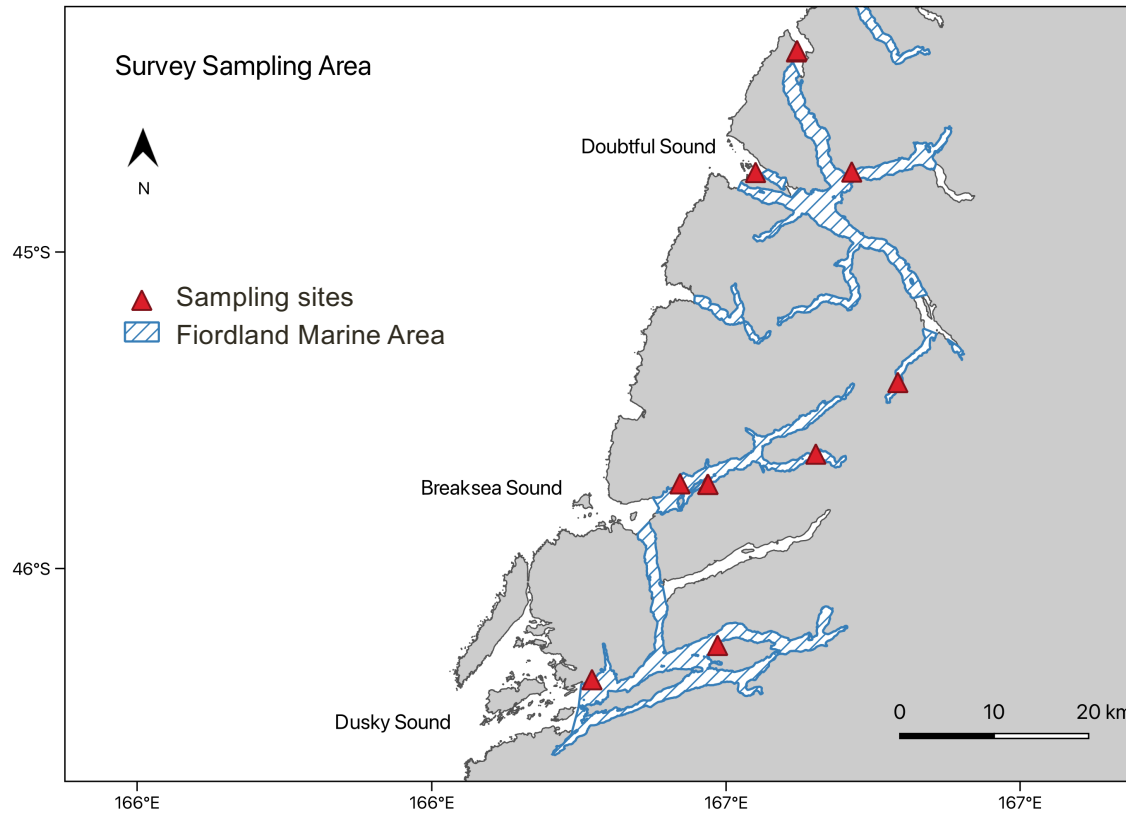 Survey Sampling Area
N
Doubtful Sound
45°S
Sampling sites
Fiordland Marine Area
Breaksea Sound
46°S
Dusky Sound
0 10 20 km
166°E 166°E 167°E 167°E